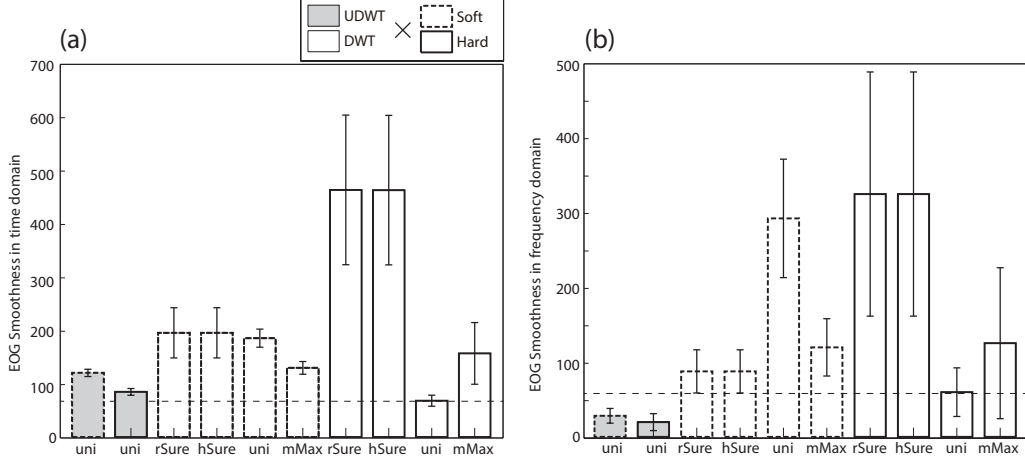 UDWT Soft
DWT × Hard
(a)
700
600
500
400
300
200
100
0
EOG Smoothness in time domain
uni uni rSure hSure uni mMax rSure hSure uni mMax
(b)
500
400
300
200
100
0
EOG Smoothness in frequency domain
uni uni rSure hSure uni mMax rSure hSure uni mMax